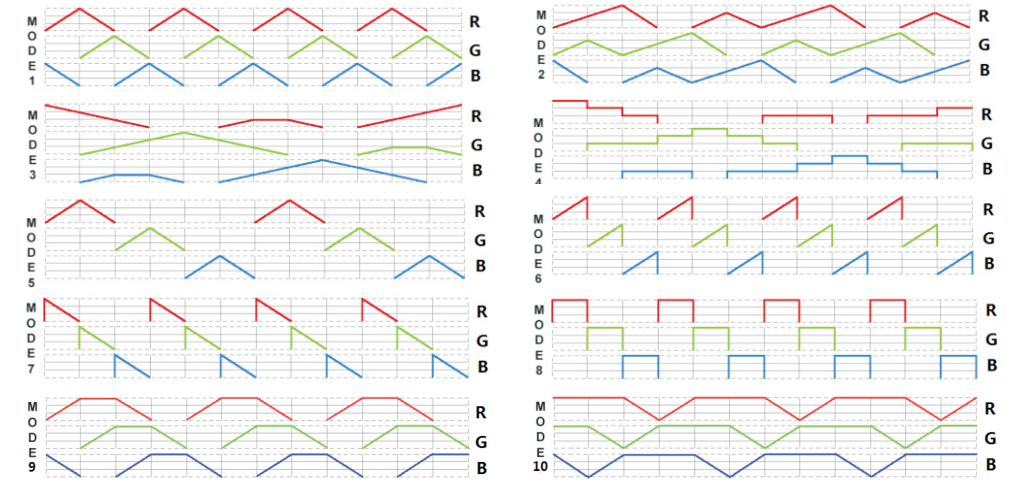 MODE 1 R G B
MODE 2 R G B
MODE 3 R G B
MODE 4 R G B
MODE 5 R G B
MODE 6 R G B
MODE 7 R G B
MODE 8 R G B
MODE 9 R G B
MODE 10 R G B